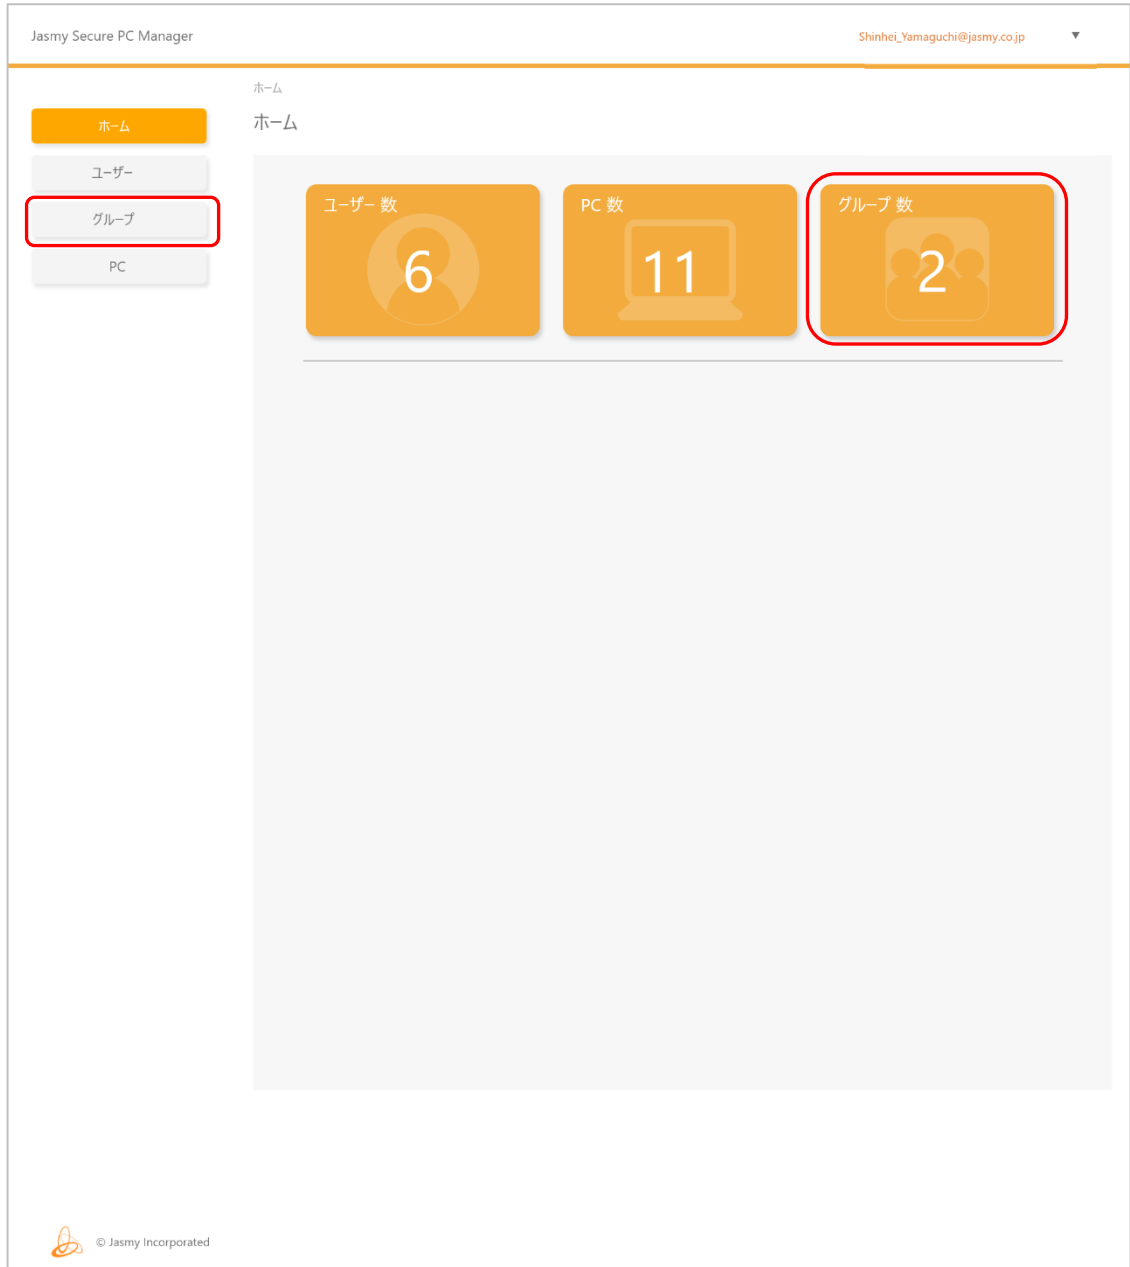 Jasmy Secure PC Manager
Shinhei_Yamaguchi@jasmy.co.jp ▼
ホーム
ホーム
ホーム
ユーザー
グループ
PC
ユーザー 数
6
PC 数
11
グループ 数
2
© Jasmy Incorporated